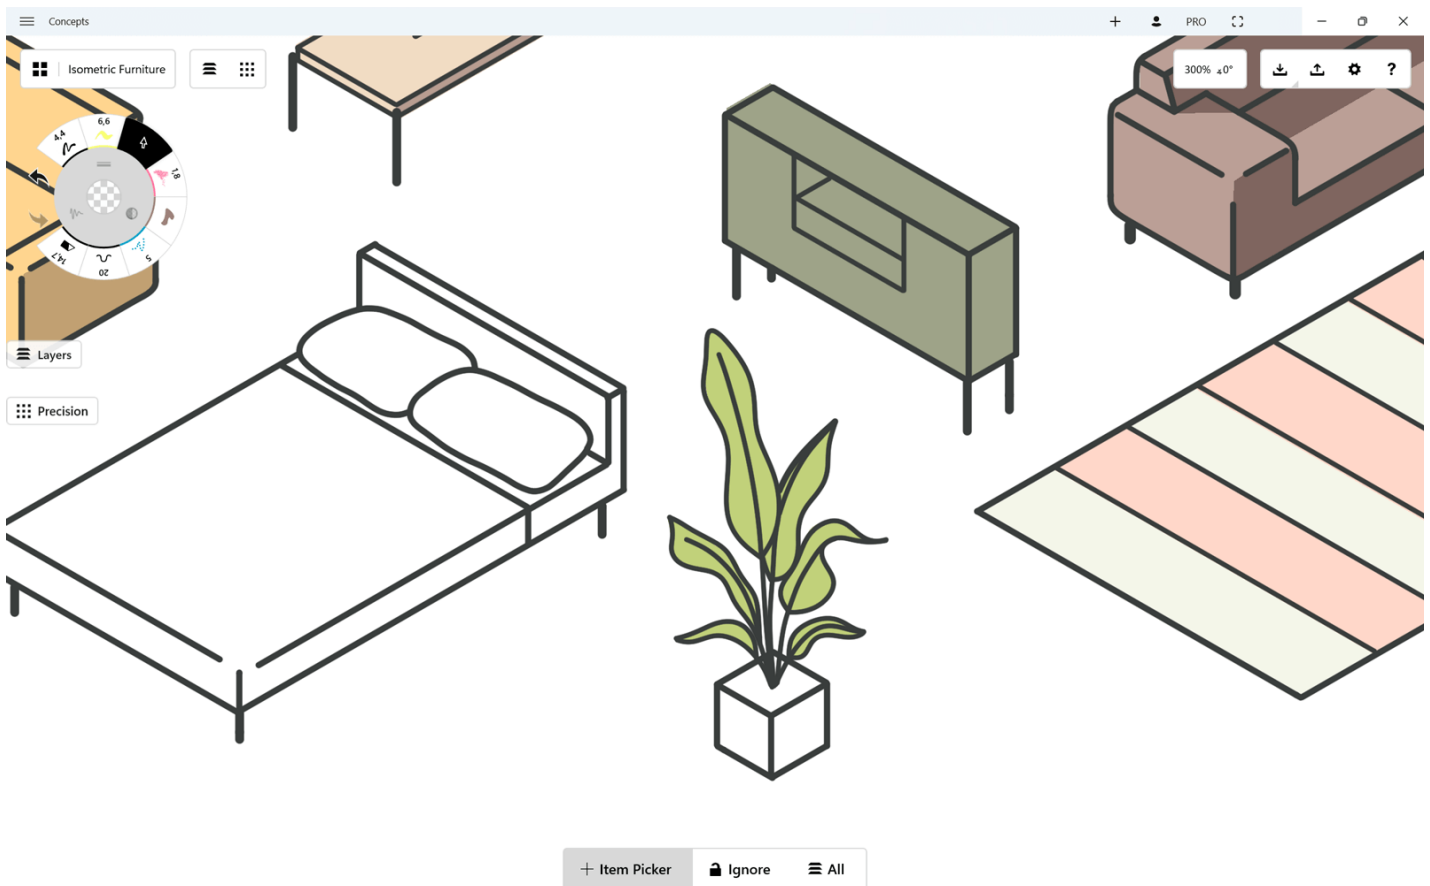 Concepts
PRO
Isometric Furniture
300% 0°
4,4
6,6
1,8
5
20
14,7
Layers
Precision
Item Picker
Ignore
All